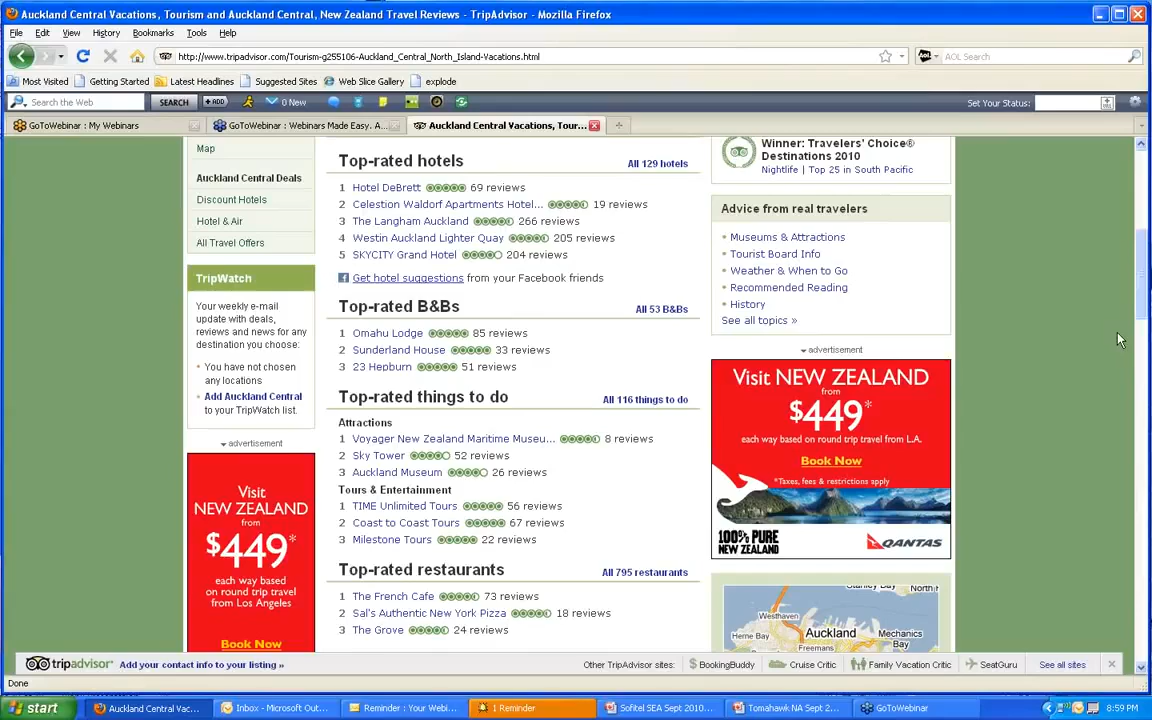 Auckland Central Vacations, Tourism and Auckland Central, New Zealand Travel Reviews - TripAdvisor - Mozilla Firefox
File Edit View History Bookmarks Tools Help
http://www.tripadvisor.com/Tourism-g255106-Auckland_Central_North_Island-Vacations.html
AOL Search
Most Visited Getting Started Latest Headlines Suggested Sites Web Slice Gallery explode
Search the Web SEARCH +ADD 0 New Set Your Status:
GoToWebinar : My Webinars
GoToWebinar : Webinars Made Easy. A...
Auckland Central Vacations, Tour...
Map
Auckland Central Deals
Discount Hotels
Hotel & Air
All Travel Offers
TripWatch
Your weekly e-mail
update with deals,
reviews and news for any
destination you choose:
You have not chosen
any locations
Add Auckland Central
to your TripWatch list.
advertisement
Visit
NEW ZEALAND
from
$449*
each way based
on round trip travel
from Los Angeles
Book Now
Top-rated hotels All 129 hotels
1 Hotel DeBrett 69 reviews
2 Celestion Waldorf Apartments Hotel... 19 reviews
3 The Langham Auckland 266 reviews
4 Westin Auckland Lighter Quay 205 reviews
5 SKYCITY Grand Hotel 204 reviews
Get hotel suggestions from your Facebook friends
Top-rated B&Bs All 53 B&Bs
1 Omahu Lodge 85 reviews
2 Sunderland House 33 reviews
3 23 Hepburn 51 reviews
Top-rated things to do All 116 things to do
Attractions
1 Voyager New Zealand Maritime Museu... 8 reviews
2 Sky Tower 52 reviews
3 Auckland Museum 26 reviews
Tours & Entertainment
1 TIME Unlimited Tours 56 reviews
2 Coast to Coast Tours 67 reviews
3 Milestone Tours 22 reviews
Top-rated restaurants All 795 restaurants
1 The French Cafe 73 reviews
2 Sal's Authentic New York Pizza 18 reviews
3 The Grove 24 reviews
Winner: Travelers' Choice®
Destinations 2010
Nightlife | Top 25 in South Pacific
Advice from real travelers
Museums & Attractions
Tourist Board Info
Weather & When to Go
Recommended Reading
History
See all topics »
advertisement
Visit NEW ZEALAND
from
$449*
each way based on round trip travel from L.A.
Book Now
*Taxes, fees & restrictions apply
100% PURE
NEW ZEALAND
QANTAS
Westhaven
Herne Bay
Auckland
Mechanics
Bay
Freemans
tripadvisor Add your contact info to your listing » Other TripAdvisor sites: BookingBuddy Cruise Critic Family Vacation Critic SeatGuru See all sites
Done
start Auckland Central Vac... Inbox - Microsoft Out... Reminder : Your Webi... 1 Reminder Sofitel SEA Sept 2010... Tomahawk NA Sept 2... GoToWebinar 8:59 PM